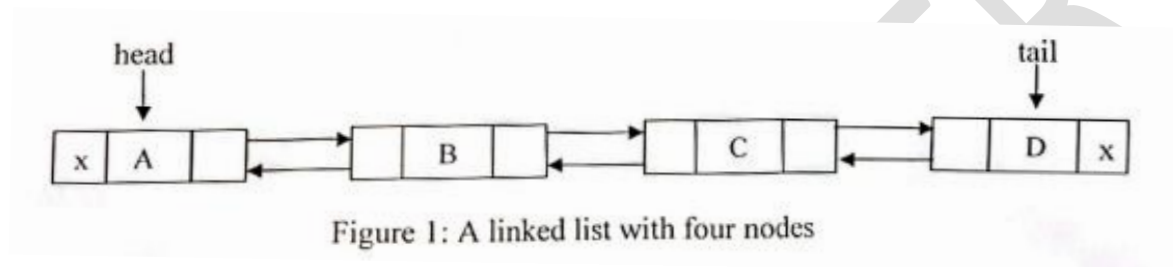 head
tail
x A
B
C
D x
Figure 1: A linked list with four nodes